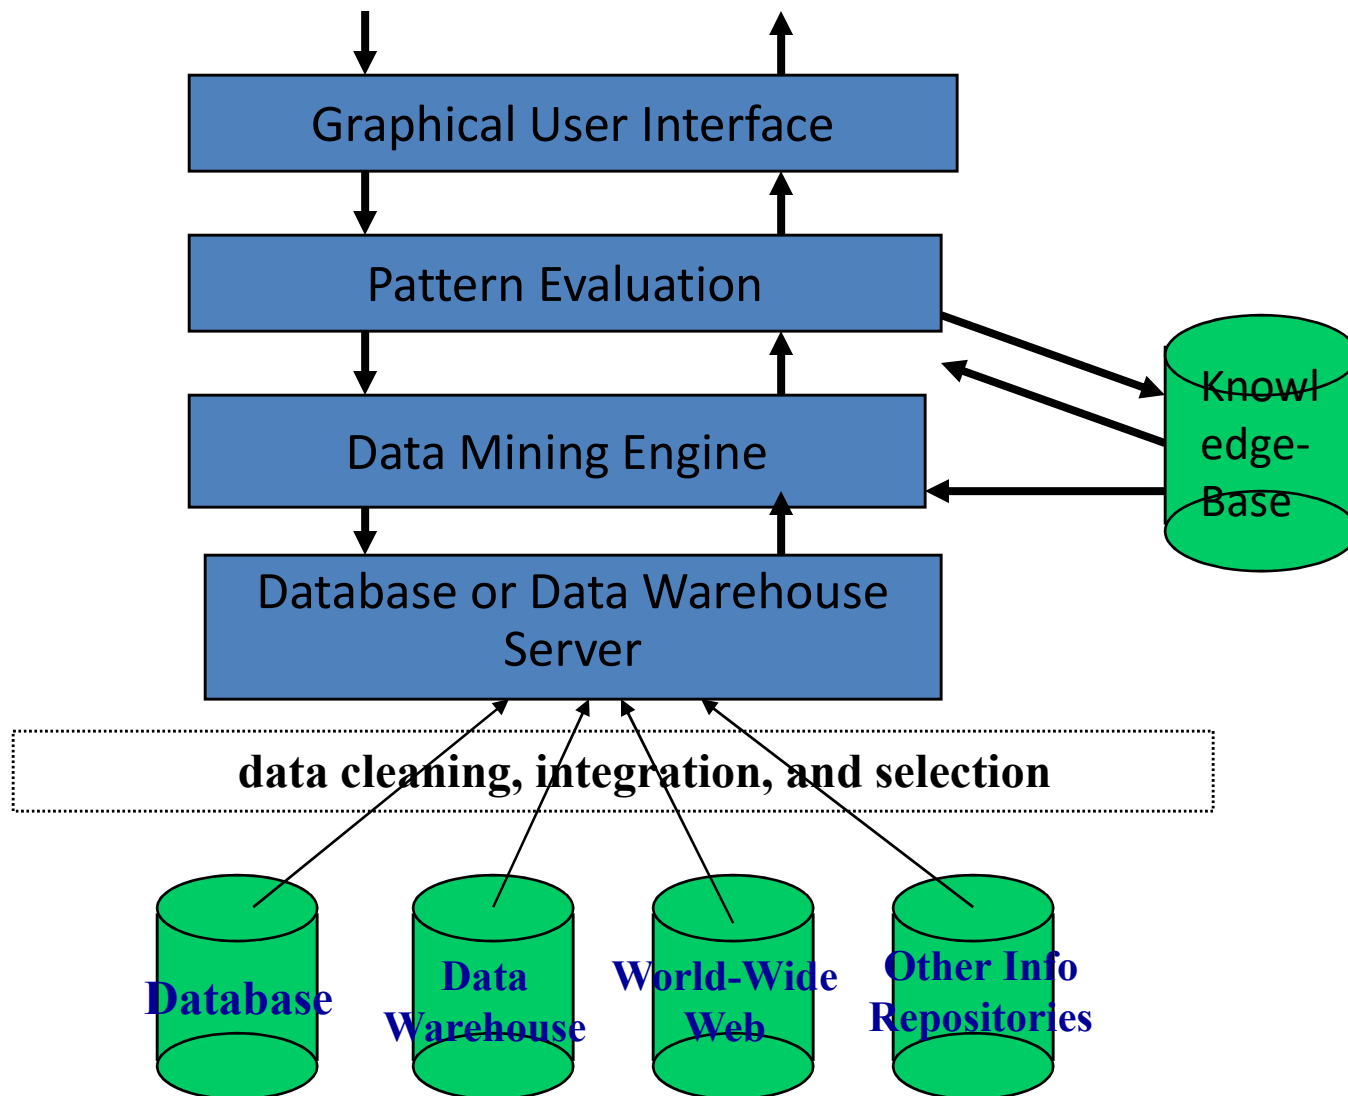 Graphical User Interface
Pattern Evaluation
Knowl
edge-
Base
Data Mining Engine
Database or Data Warehouse
Server
data cleaning, integration, and selection
Database
Data
Warehouse
World-Wide
Web
Other Info
Repositories